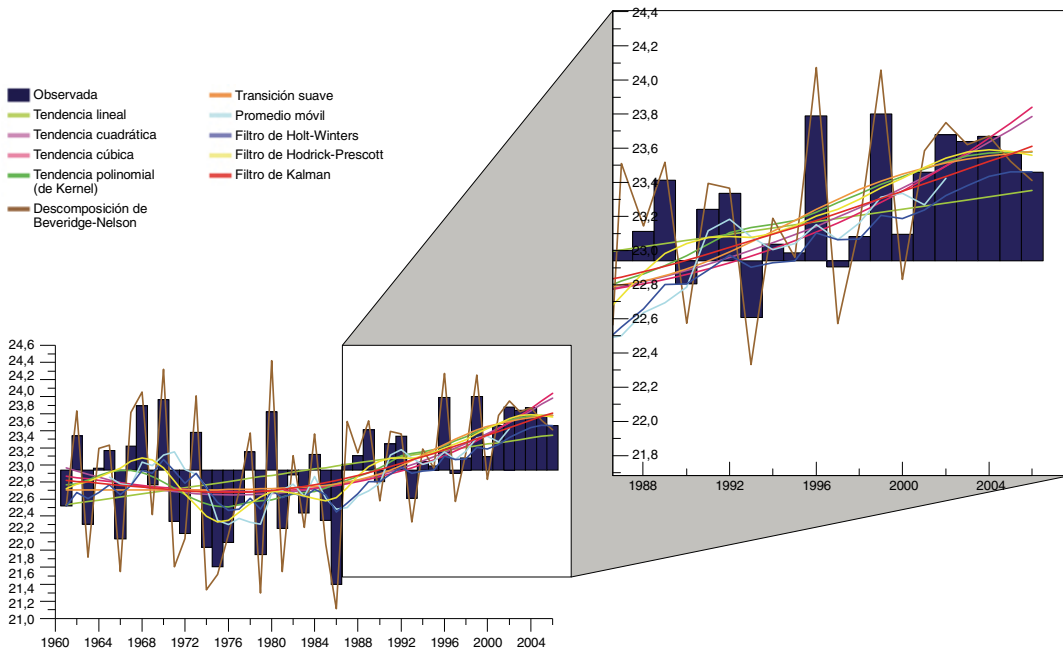 Observada
Tendencia lineal
Tendencia cuadrática
Tendencia cúbica
Tendencia polinomial
(de Kernel)
Descomposición de
Beveridge-Nelson
Transición suave
Promedio móvil
Filtro de Holt-Winters
Filtro de Hodrick-Prescott
Filtro de Kalman
24,4
24,2
24,0
23,8
23,6
23,4
23,2
23,0
22,8
22,6
22,4
22,2
22,0
21,8
1988 1992 1996 2000 2004
24,6
24,4
24,2
24,0
23,8
23,6
23,4
23,2
23,0
22,8
22,6
22,4
22,2
22,0
21,8
21,6
21,4
21,2
21,0
1960 1964 1968 1972 1976 1980 1984 1988 1992 1996 2000 2004